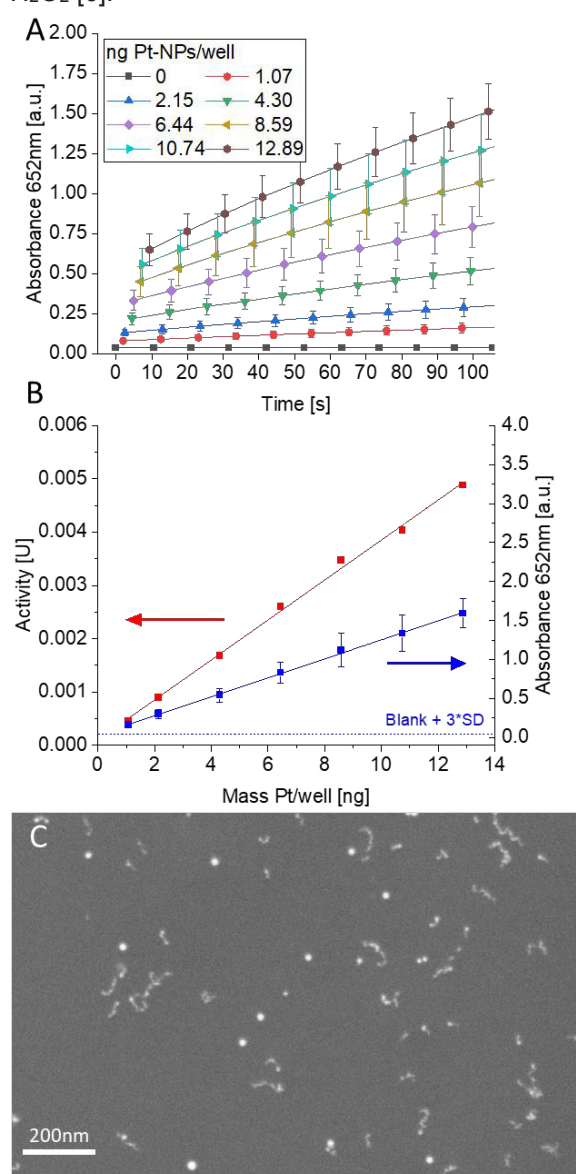 A
2.00
1.75
1.50
1.25
1.00
0.75
0.50
0.25
0.00
Absorbance 652nm [a.u.]
ng Pt-NPs/well
0 1.07
2.15 4.30
6.44 8.59
10.74 12.89
0 10 20 30 40 50 60 70 80 90 100
Time [s]
B
0.006
0.005
0.004
0.003
0.002
0.001
0.000
Activity [U]
4.0
3.5
3.0
2.5
2.0
1.5
1.0
0.5
0.0
Absorbance 652nm [a.u.]
Blank + 3*SD
0 2 4 6 8 10 12 14
Mass Pt/well [ng]
C
200nm